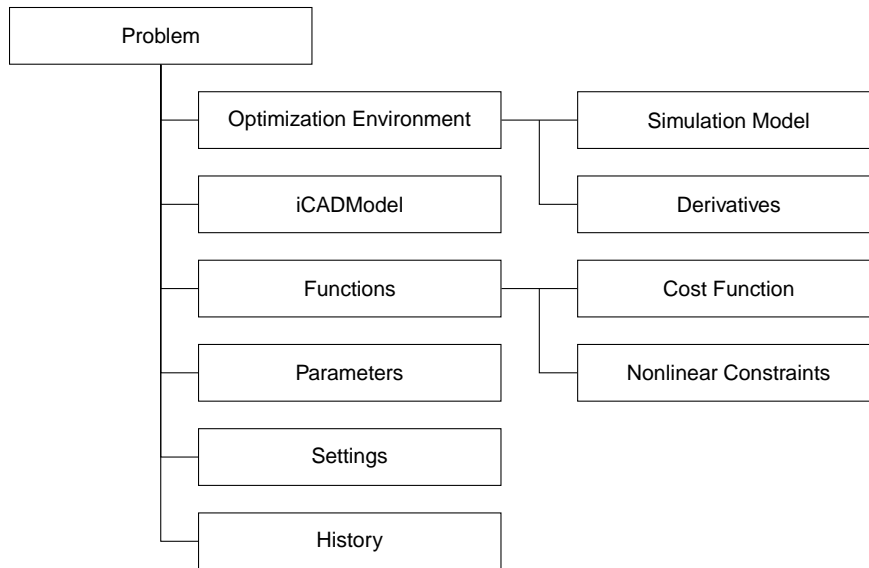 Problem
Optimization Environment
Simulation Model
iCADModel
Derivatives
Functions
Cost Function
Parameters
Nonlinear Constraints
Settings
History